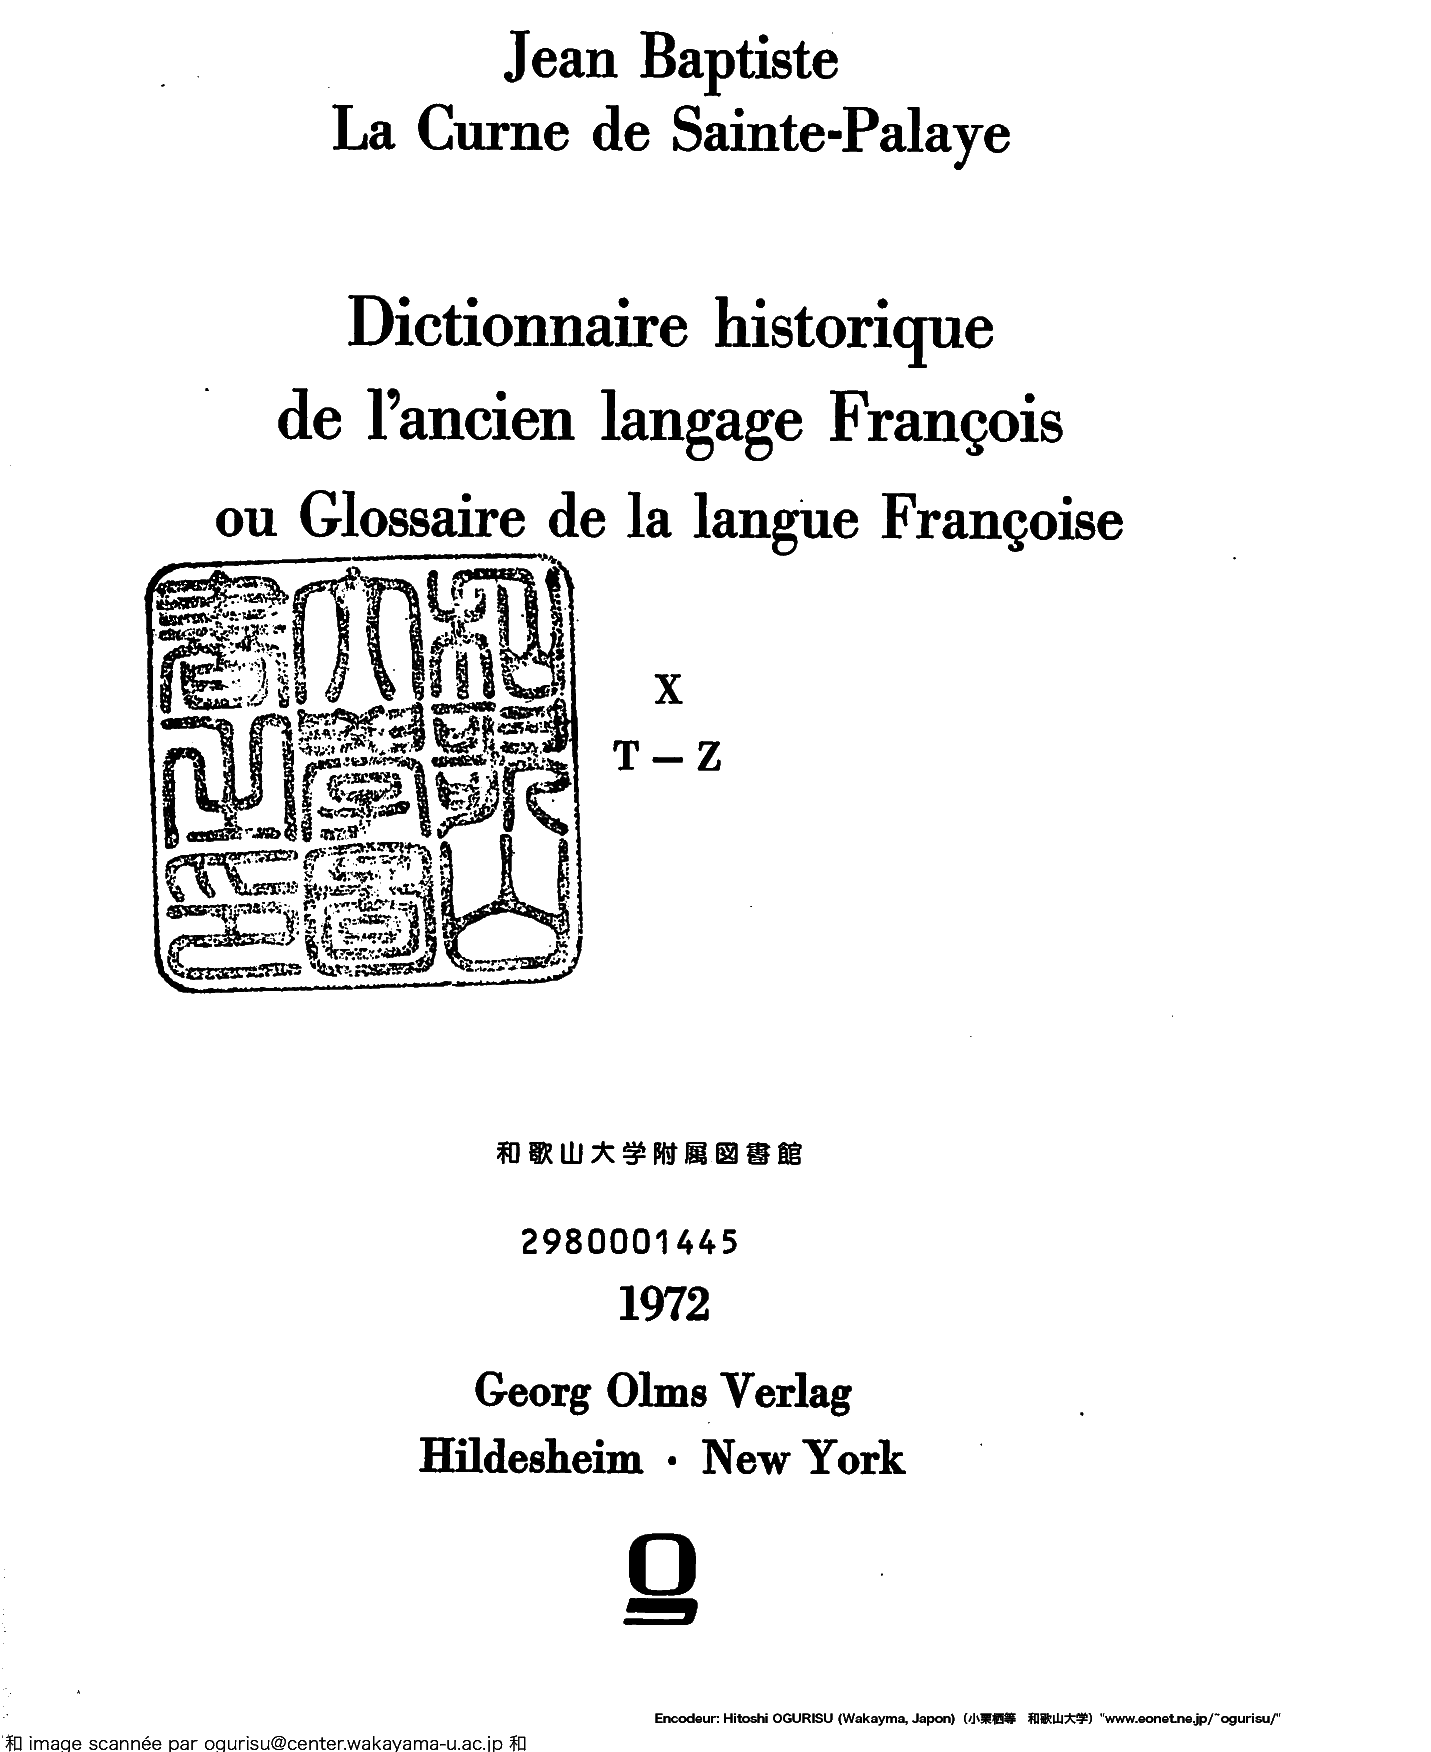 Jean Baptiste
La Curne de Sainte-Palaye
Dictionnaire historique
de l'ancien langage François
ou Glossaire de la langue Françoise
X
T — Z
和歌山大学附属図書館
2980001445
1972
Georg Olms Verlag
Hildesheim · New York
Encodeur: Hitoshi OGURISU (Wakayma, Japon) (小栗栖等 和歌山大学) "www.eonet.ne.jp/~ogurisu/"
和 image scannée par ogurisu@center.wakayama-u.ac.jp 和